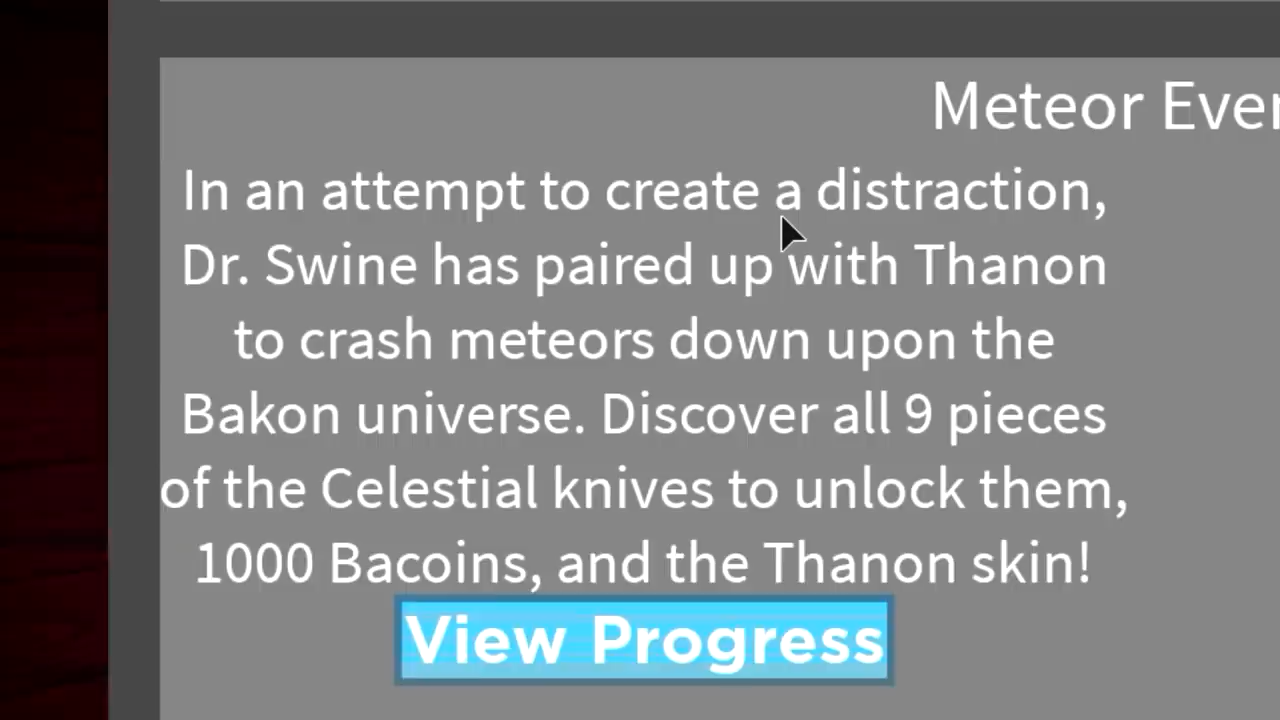 Meteor
In an attempt to create a distraction,
Dr. Swine has paired up with Thanon
to crash meteors down upon the
Bakon universe. Discover all 9 pieces
of the Celestial knives to unlock them,
1000 Bacoins, and the Thanon skin!
View Progress